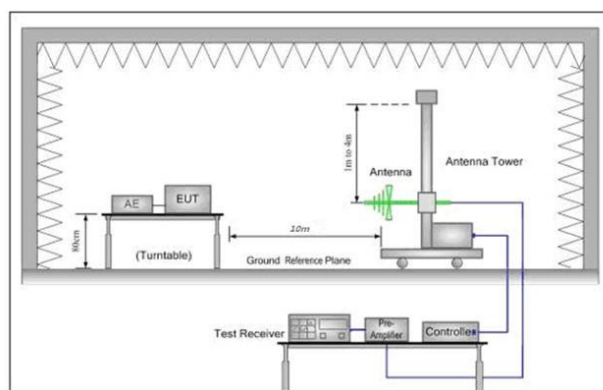 1m to 4m
Antenna
Antenna Tower
AE
EUT
80cm
(Turntable)
10m
Ground Reference Plane
Test Receiver
Pre-
Amplifier
Controller